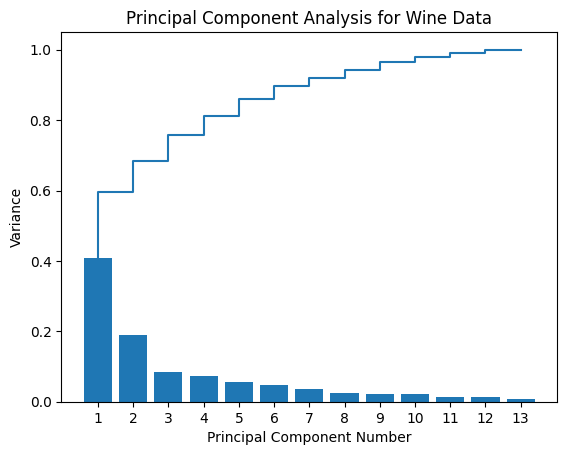 Principal Component Analysis for Wine Data
1.0
0.8
0.6
0.4
0.2
0.0
Variance
1 2 3 4 5 6 7 8 9 10 11 12 13
Principal Component Number